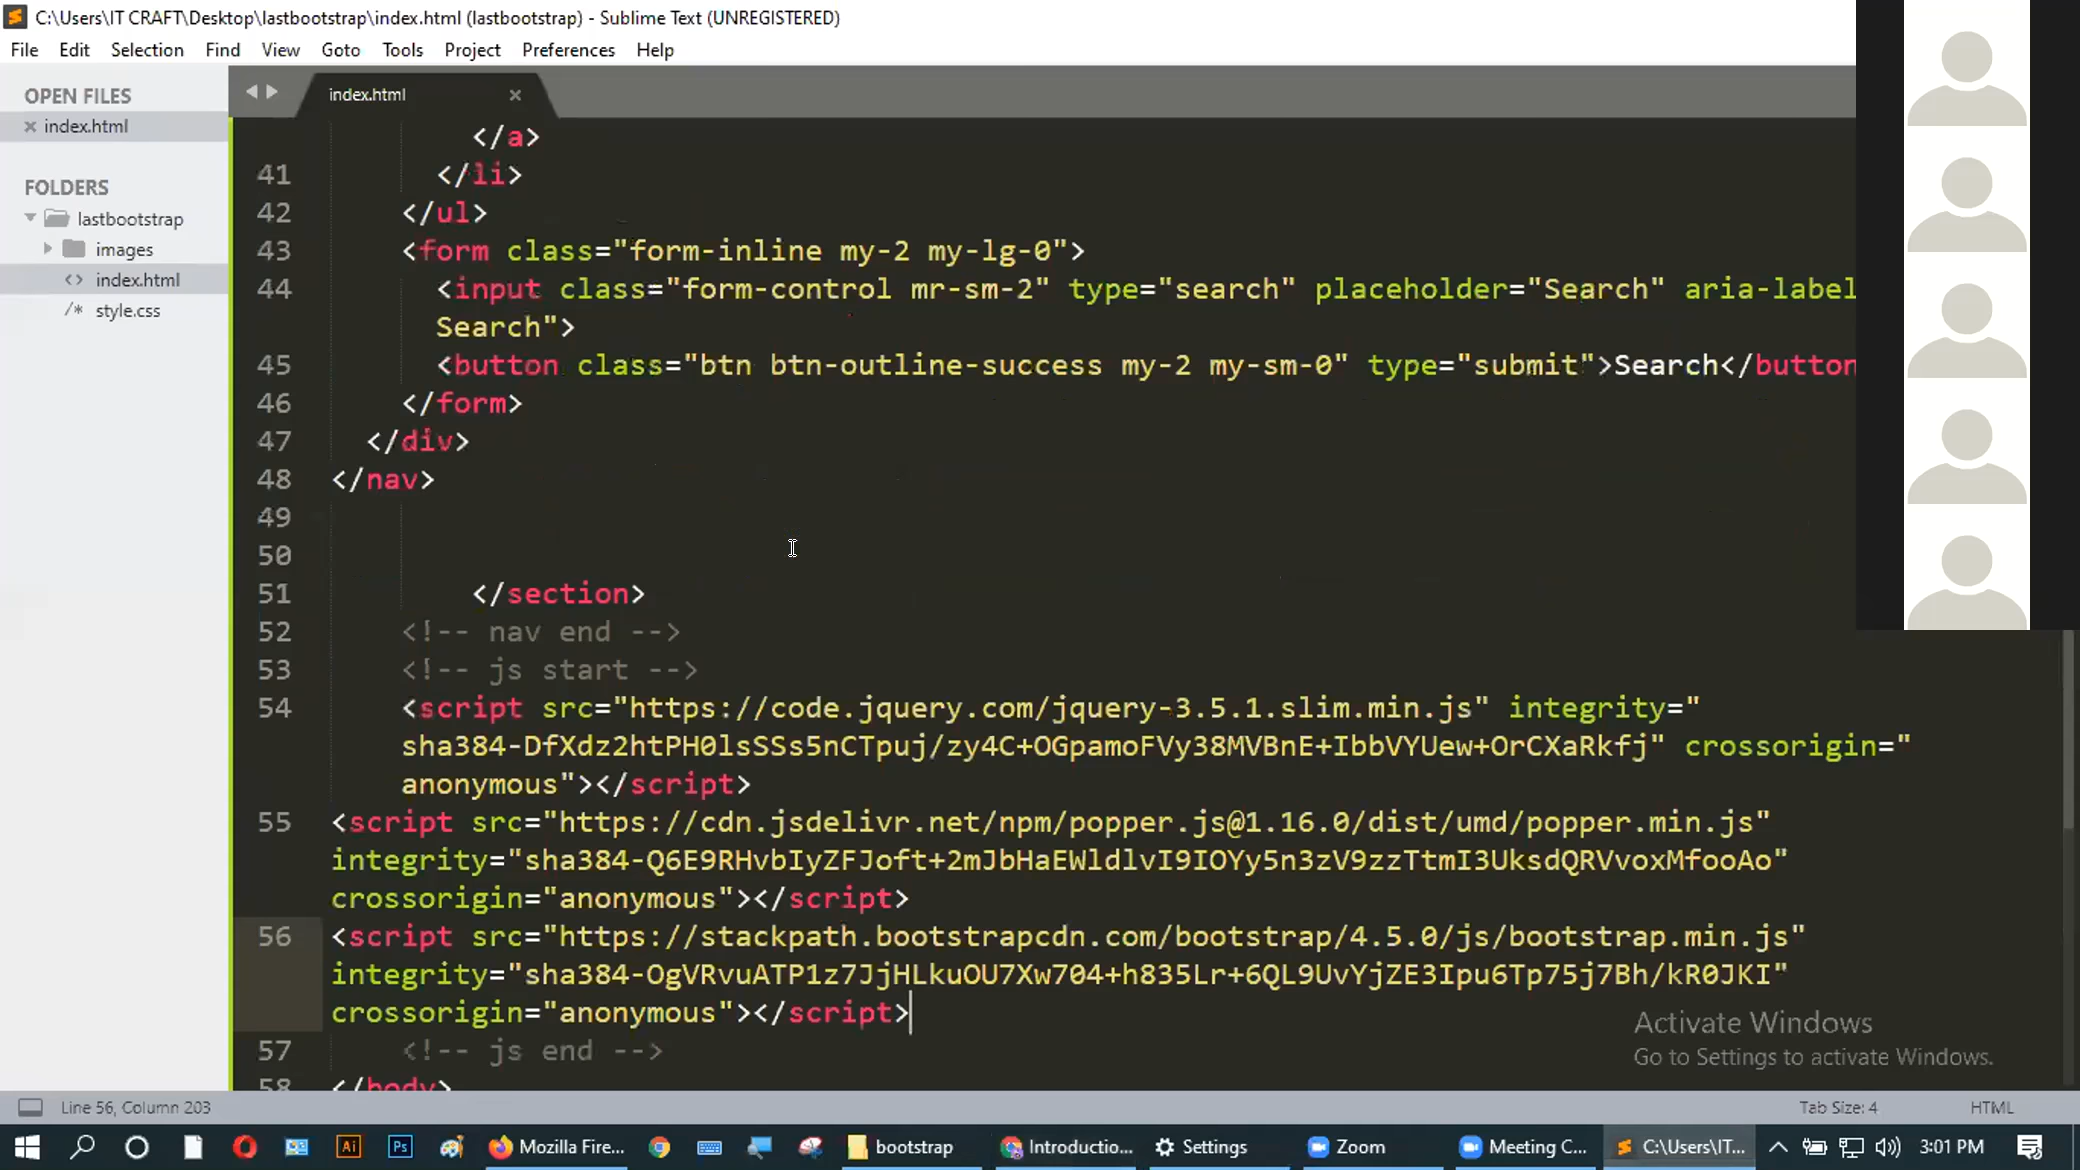 C:\Users\IT CRAFT\Desktop\lastbootstrap\index.html (lastbootstrap) - Sublime Text (UNREGISTERED)
File Edit Selection Find View Goto Tools Project Preferences Help
OPEN FILES
index.html
FOLDERS
lastbootstrap
images
index.html
style.css
index.html
</a>
41 </li>
42 </ul>
43 <form class="form-inline my-2 my-lg-0">
44 <input class="form-control mr-sm-2" type="search" placeholder="Search" aria-label
Search">
45 <button class="btn btn-outline-success my-2 my-sm-0" type="submit">Search</button
46 </form>
47 </div>
48 </nav>
49
50
51 </section>
52 <!-- nav end -->
53 <!-- js start -->
54 <script src="https://code.jquery.com/jquery-3.5.1.slim.min.js" integrity="
sha384-DfXdz2htPH0lsSSs5nCTpuj/zy4C+OGpamoFVy38MVBnE+IbbVYUew+OrCXaRkfj" crossorigin="
anonymous"></script>
55 <script src="https://cdn.jsdelivr.net/npm/popper.js@1.16.0/dist/umd/popper.min.js"
integrity="sha384-Q6E9RHvbIyZFJoft+2mJbHaEWldlvI9IOYy5n3zV9zzTtmI3UksdQRVvoxMfooAo"
crossorigin="anonymous"></script>
56 <script src="https://stackpath.bootstrapcdn.com/bootstrap/4.5.0/js/bootstrap.min.js"
integrity="sha384-OgVRvuATP1z7JjHLkuOU7Xw704+h835Lr+6QL9UvYjZE3Ipu6Tp75j7Bh/kR0JKI"
crossorigin="anonymous"></script>
57 <!-- js end -->
58 </body>
Activate Windows
Go to Settings to activate Windows.
Line 56, Column 203
Tab Size: 4
HTML
Mozilla Fire...
bootstrap
Introductio...
Settings
Zoom
Meeting C...
C:\Users\IT...
3:01 PM